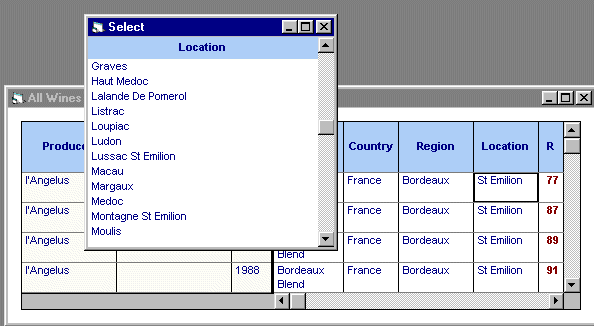 Select
Location
Graves
Haut Medoc
Lalande De Pomerol
Listrac
Loupiac
Ludon
Lussac St Emilion
Macau
Margaux
Medoc
Montagne St Emilion
Moulis
All Wines
Produce Country Region Location R
l'Angelus France Bordeaux St Emilion 77
l'Angelus France Bordeaux St Emilion 87
l'Angelus France Bordeaux St Emilion 89
Blend
l'Angelus 1988 Bordeaux France Bordeaux St Emilion 91
Blend